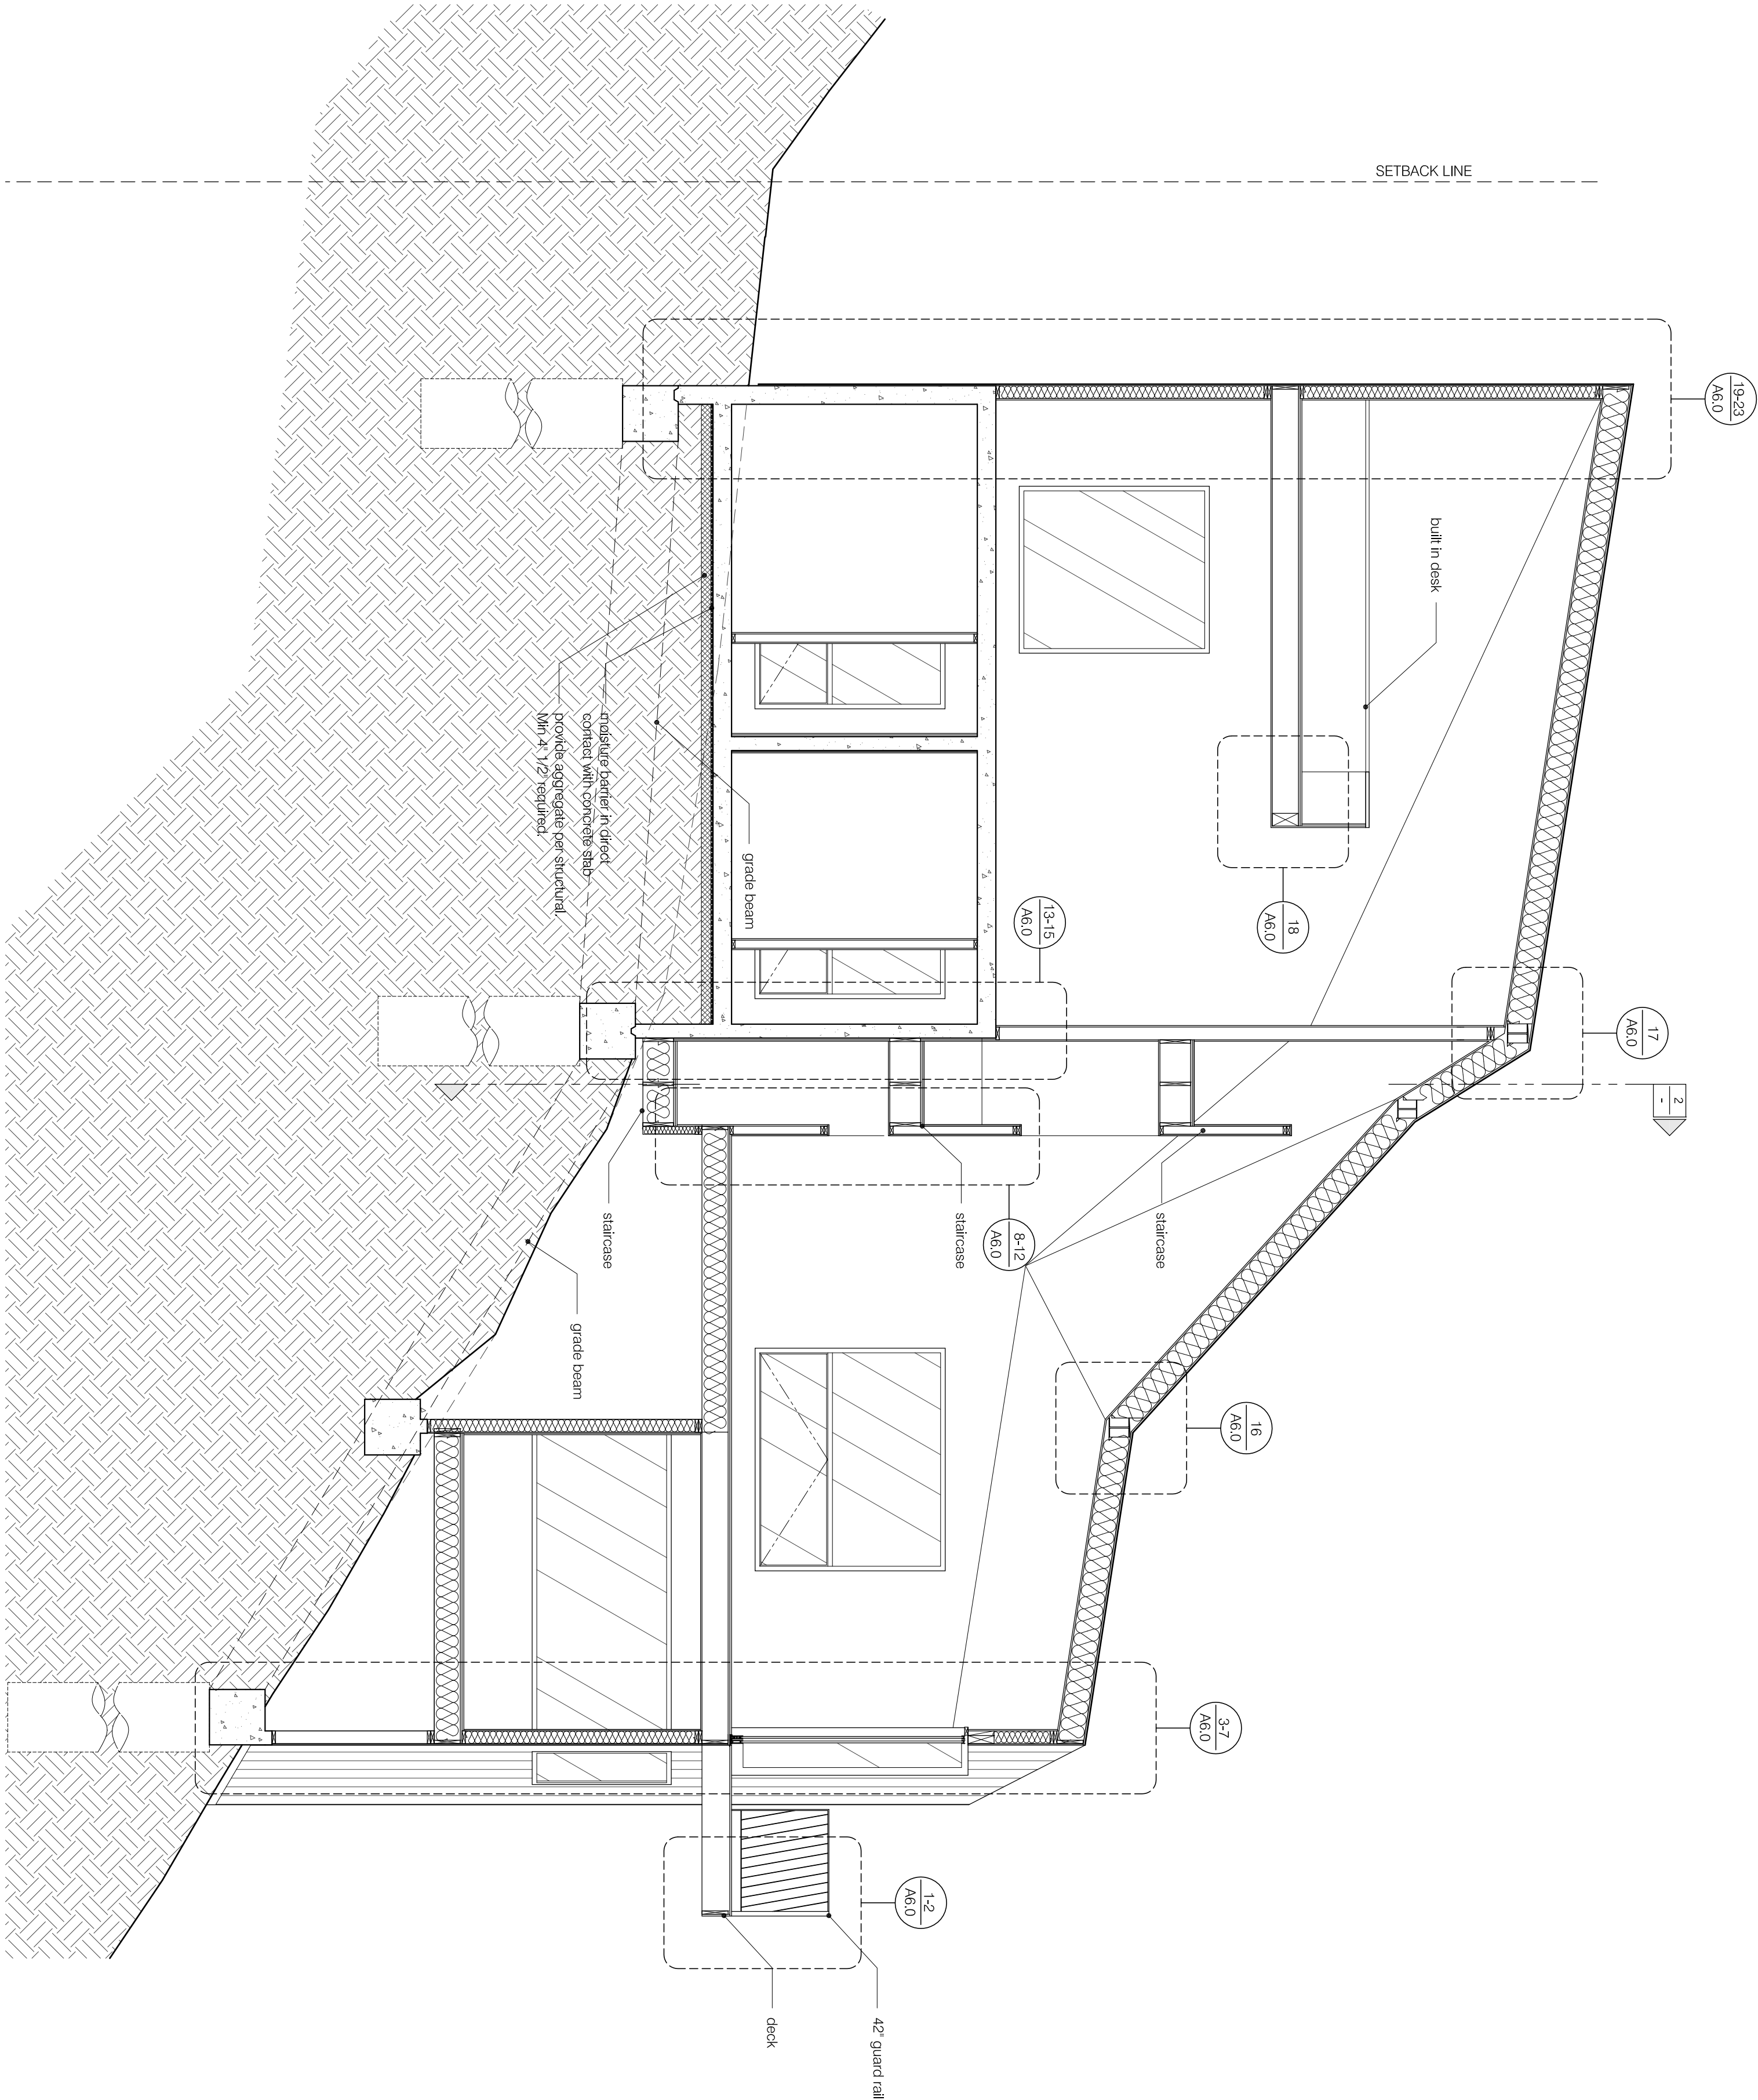 SETBACK LINE
19-23
A6.0
built in desk
18
A6.0
17
A6.0
2
-
13-15
A6.0
grade beam
moisture barrier in direct
contact with concrete slab
provide aggregate per structural.
Min 4" 1/2" required.
staircase
staircase
staircase
8-12
A6.0
grade beam
16
A6.0
3-7
A6.0
1-2
A6.0
deck
42" guard rail